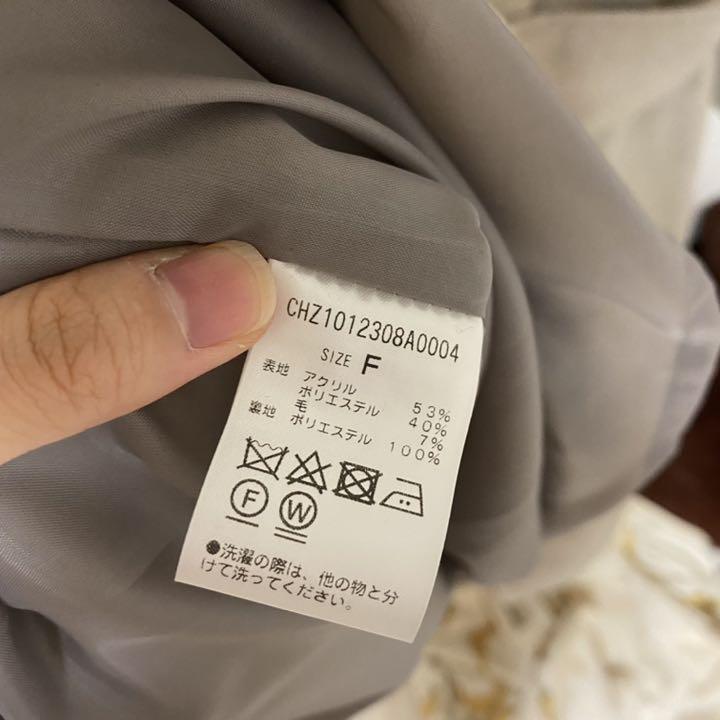 CHZ1012308A0004
SIZE F
表地 アクリル 53%
ポリエステル 40%
毛 7%
裏地 ポリエステル 100%
F W
●洗濯の際は、他の物と分
けて洗ってください。